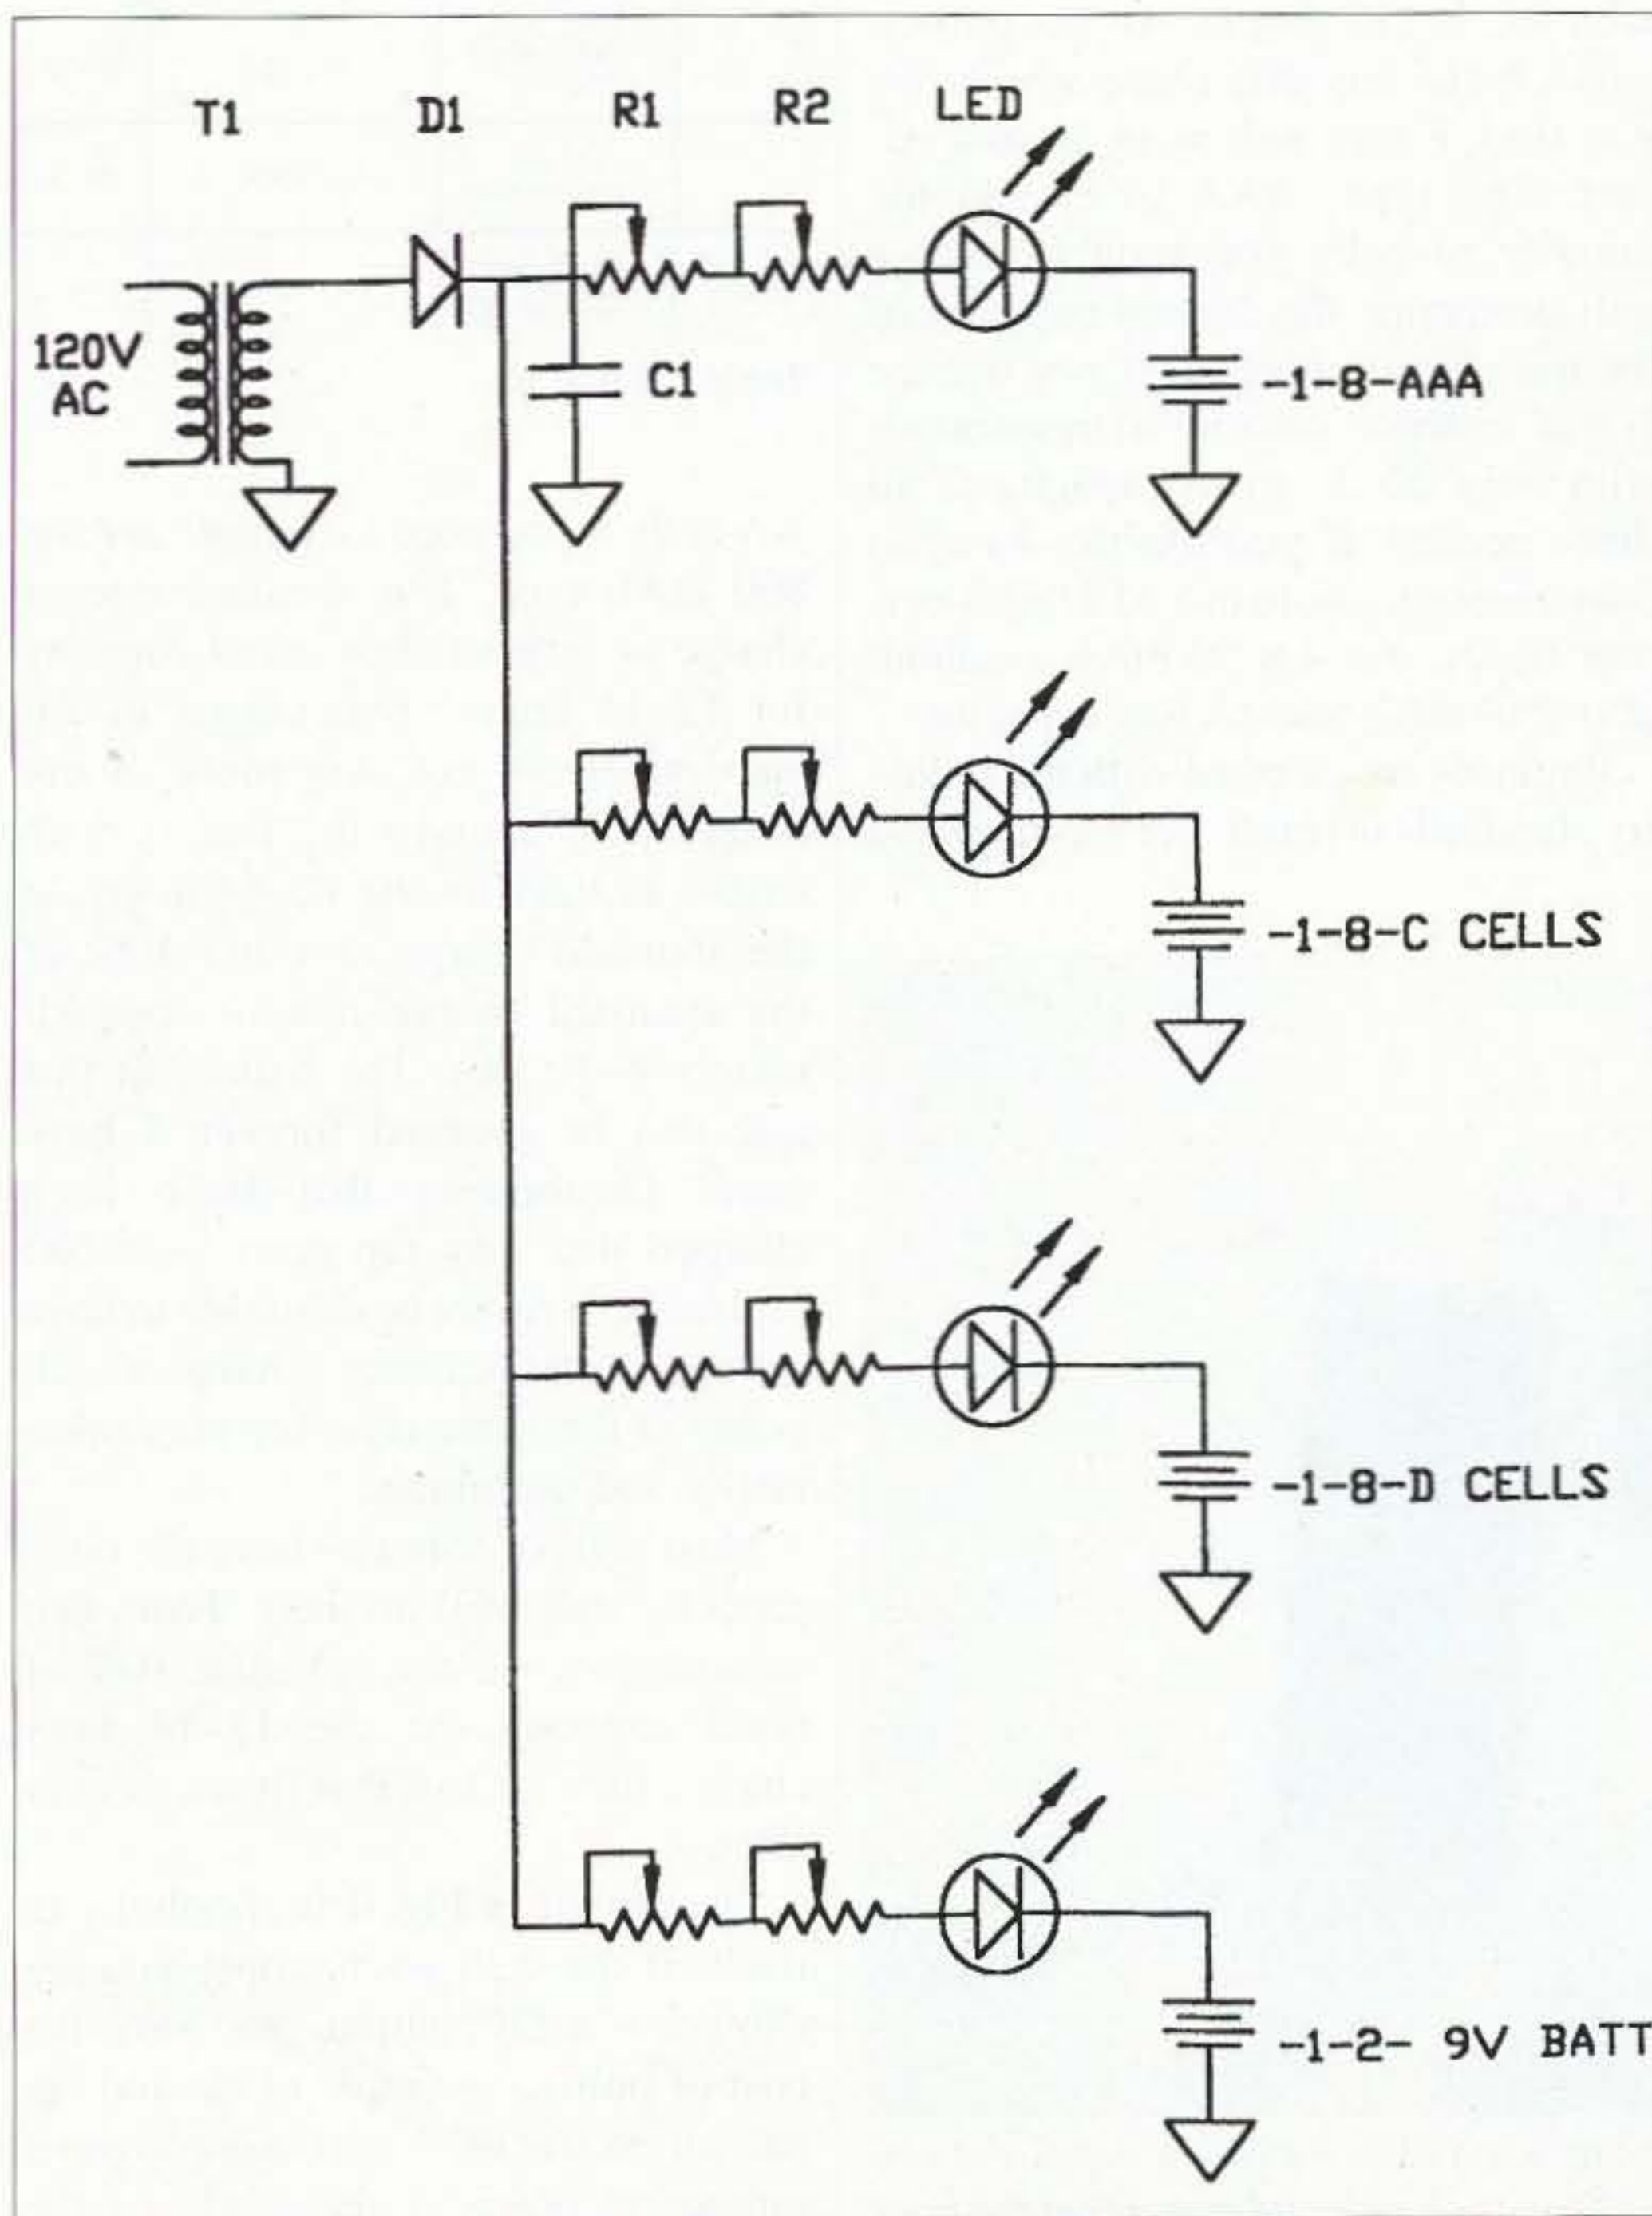 T1 D1 R1 R2 LED
120V
AC
C1
-1-8-AAA
-1-8-C CELLS
-1-8-D CELLS
-1-2- 9V BATT